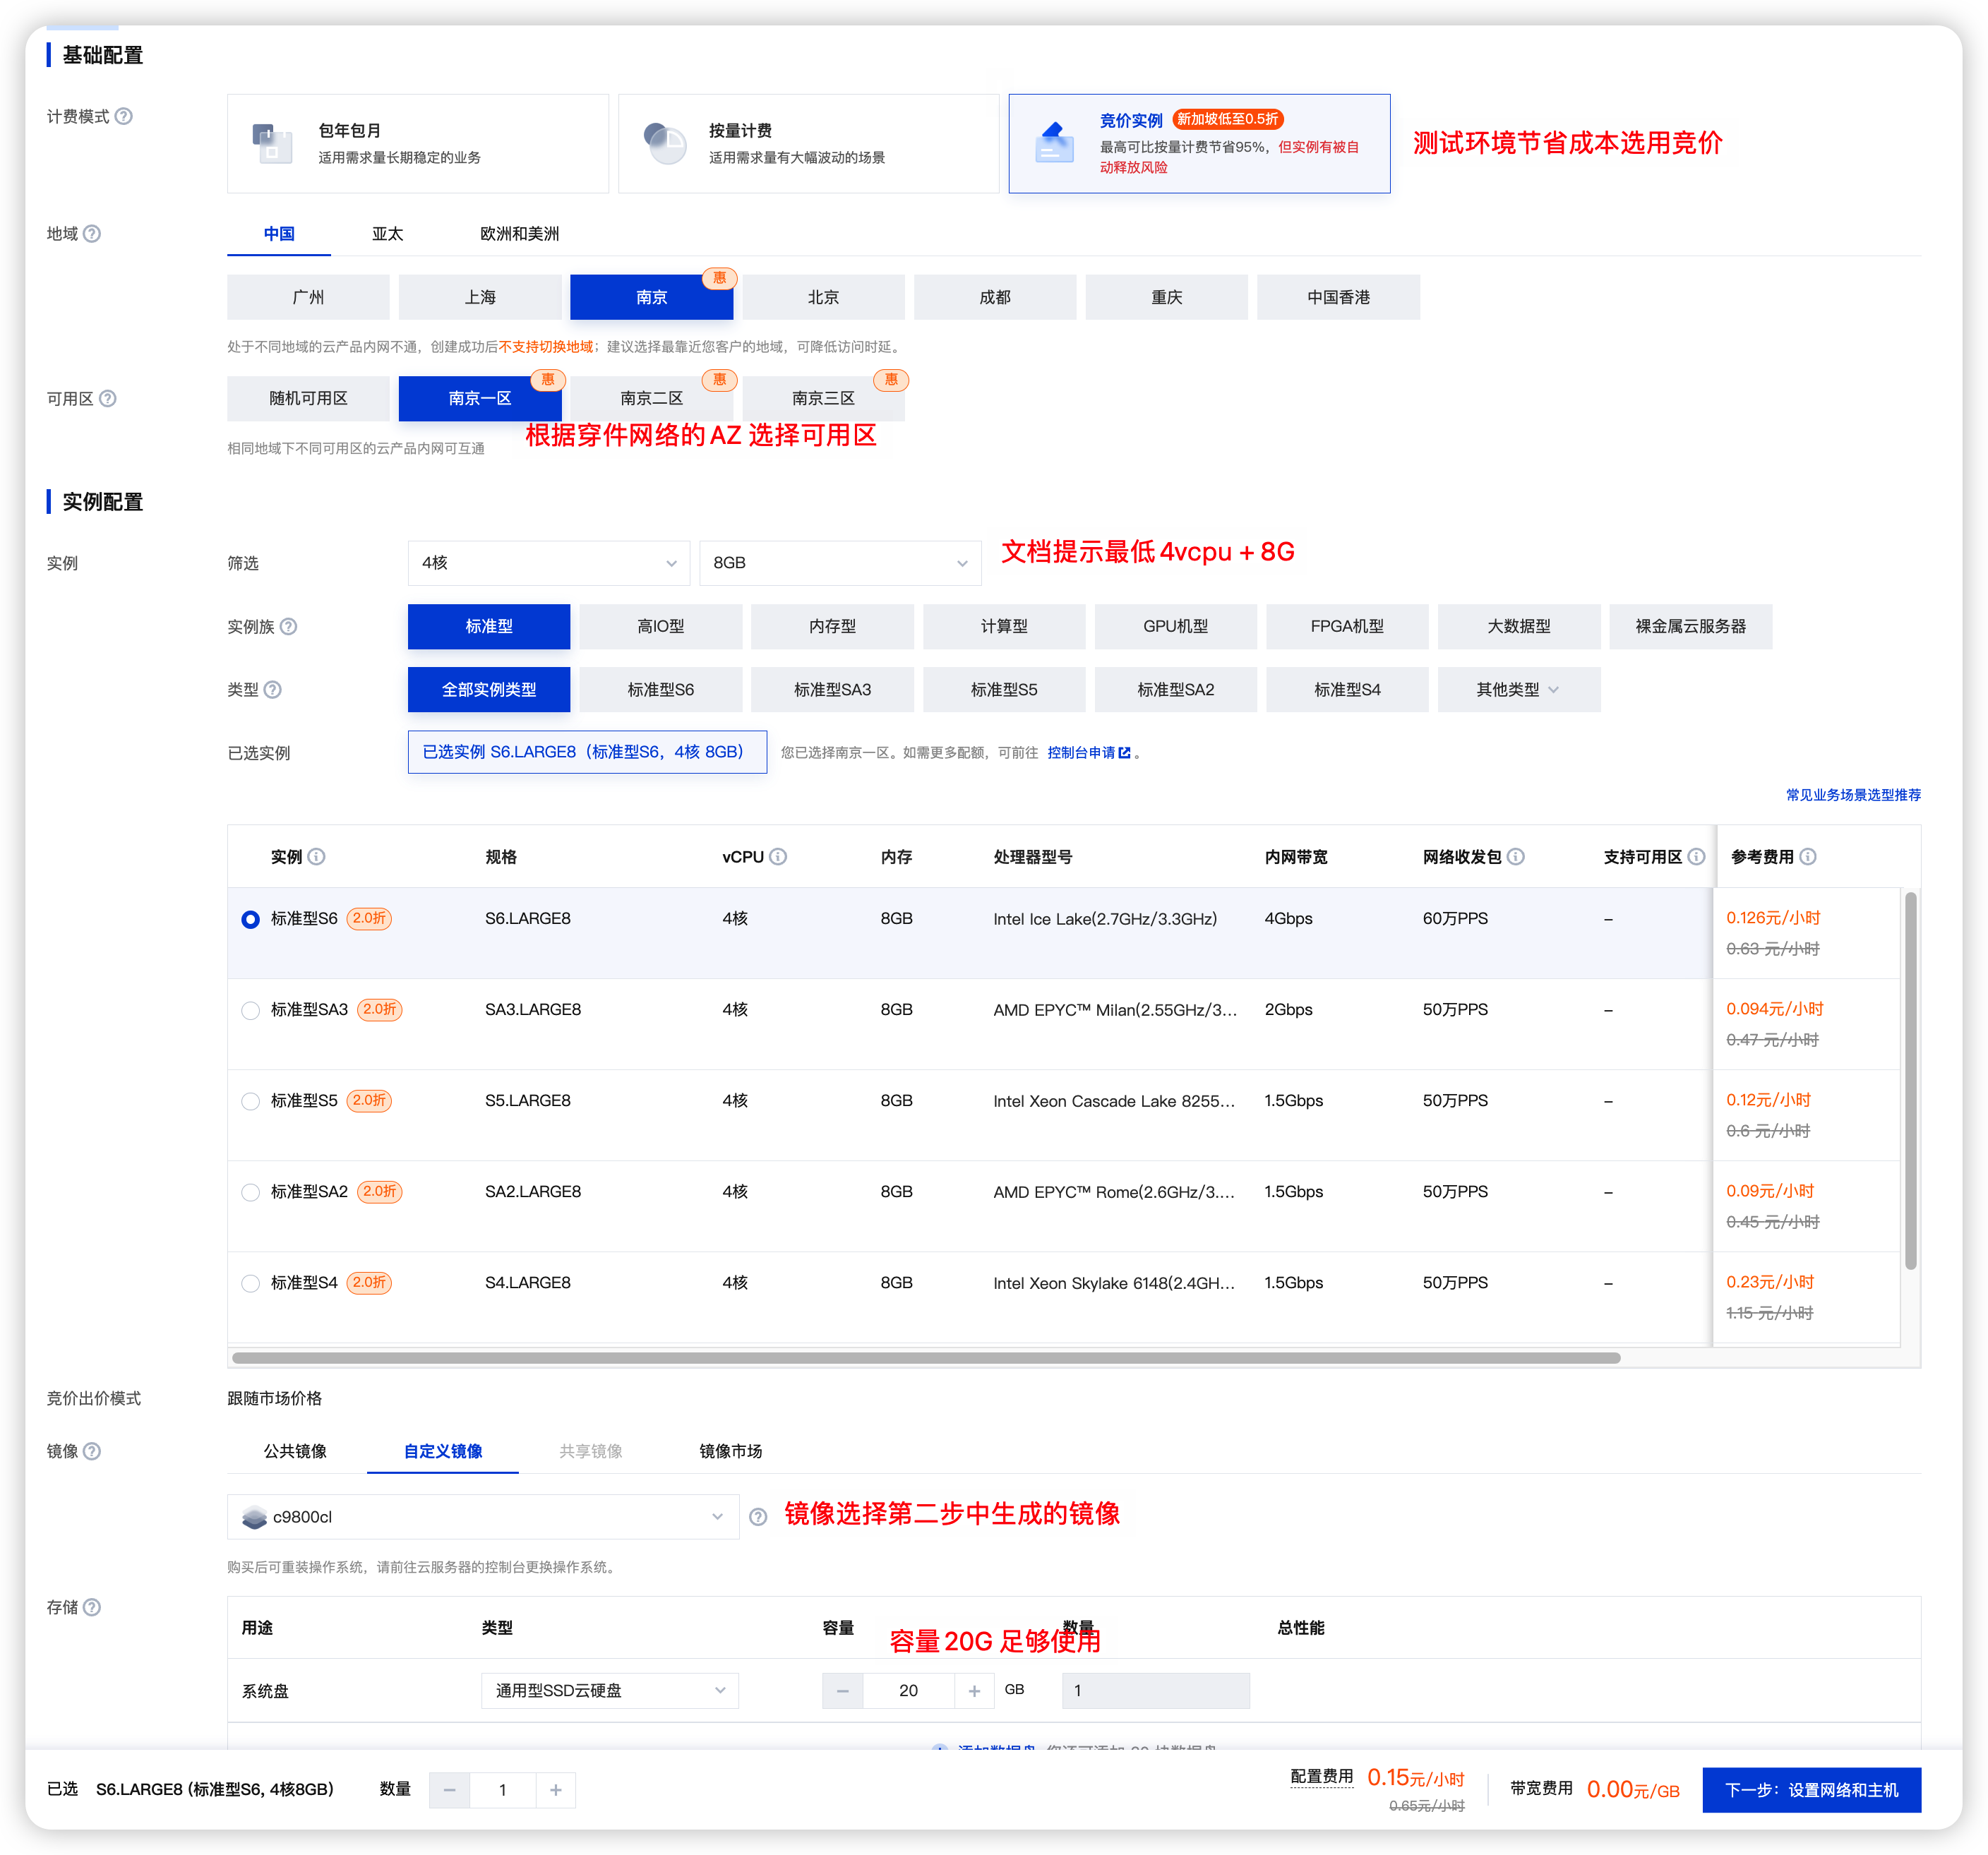 基础配置
计费模式
包年包月
适用需求量长期稳定的业务
按量计费
适用需求量有大幅波动的场景
竞价实例 新加坡低至0.5折
最高可比按量计费节省95%，但实例有被自
动释放风险
测试环境节省成本选用竞价
地域
中国 亚太 欧洲和美洲
广州 上海 南京 惠 北京 成都 重庆 中国香港
处于不同地域的云产品内网不通，创建成功后不支持切换地域；建议选择最靠近您客户的地域，可降低访问时延。
可用区
随机可用区 南京一区 惠 南京二区 惠 南京三区 惠
根据穿件网络的AZ 选择可用区
相同地域下不同可用区的云产品内网可互通
实例配置
实例 筛选 4核 8GB
文档提示最低4vcpu + 8G
实例族 标准型 高IO型 内存型 计算型 GPU机型 FPGA机型 大数据型 裸金属云服务器
类型 全部实例类型 标准型S6 标准型SA3 标准型S5 标准型SA2 标准型S4 其他类型
已选实例 已选实例 S6.LARGE8（标准型S6，4核 8GB） 您已选择南京一区。如需更多配额，可前往 控制台申请。
常见业务场景选型推荐
实例 规格 vCPU 内存 处理器型号 内网带宽 网络收发包 支持可用区 参考费用
标准型S6 2.0折 S6.LARGE8 4核 8GB Intel Ice Lake(2.7GHz/3.3GHz) 4Gbps 60万PPS – 0.126元/小时
0.63 元/小时
标准型SA3 2.0折 SA3.LARGE8 4核 8GB AMD EPYC™ Milan(2.55GHz/3... 2Gbps 50万PPS – 0.094元/小时
0.47 元/小时
标准型S5 2.0折 S5.LARGE8 4核 8GB Intel Xeon Cascade Lake 8255... 1.5Gbps 50万PPS – 0.12元/小时
0.6 元/小时
标准型SA2 2.0折 SA2.LARGE8 4核 8GB AMD EPYC™ Rome(2.6GHz/3.... 1.5Gbps 50万PPS – 0.09元/小时
0.45 元/小时
标准型S4 2.0折 S4.LARGE8 4核 8GB Intel Xeon Skylake 6148(2.4GH... 1.5Gbps 50万PPS – 0.23元/小时
1.15 元/小时
竞价出价模式 跟随市场价格
镜像 公共镜像 自定义镜像 共享镜像 镜像市场
c9800cl
镜像选择第二步中生成的镜像
购买后可重装操作系统，请前往云服务器的控制台更换操作系统。
存储
用途 类型 容量 数量 总性能
容量20G 足够使用
系统盘 通用型SSD云硬盘 20 GB 1
已选 S6.LARGE8 (标准型S6, 4核8GB) 数量 1
配置费用 0.15元/小时
0.65元/小时
带宽费用 0.00元/GB
下一步：设置网络和主机